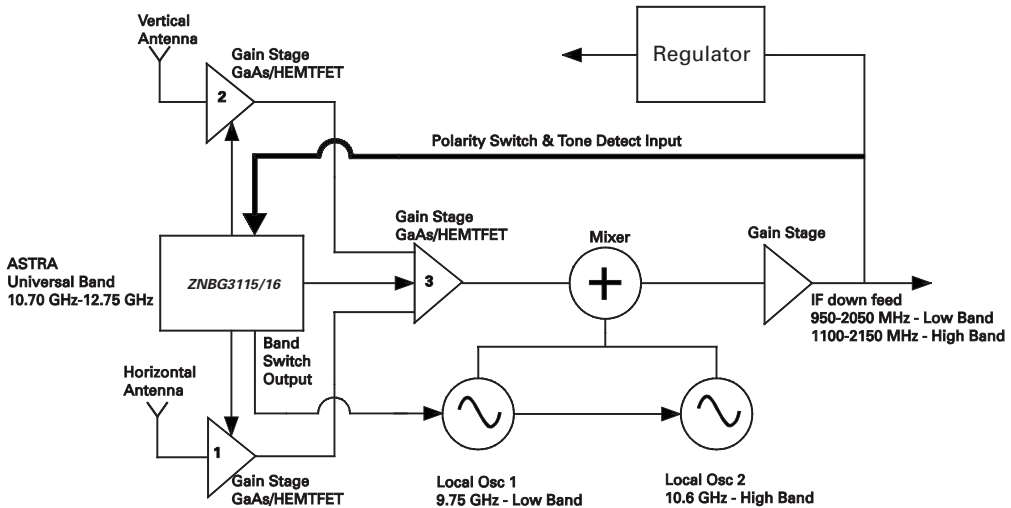 Vertical
Antenna
Gain Stage
GaAs/HEMTFET
2
Regulator
Polarity Switch & Tone Detect Input
ASTRA
Universal Band
10.70 GHz-12.75 GHz
ZNBG3115/16
Gain Stage
GaAs/HEMTFET
3
Mixer
+
Gain Stage
IF down feed
950-2050 MHz - Low Band
1100-2150 MHz - High Band
Band
Switch
Output
Horizontal
Antenna
1
Gain Stage
GaAs/HEMTFET
Local Osc 1
9.75 GHz - Low Band
Local Osc 2
10.6 GHz - High Band